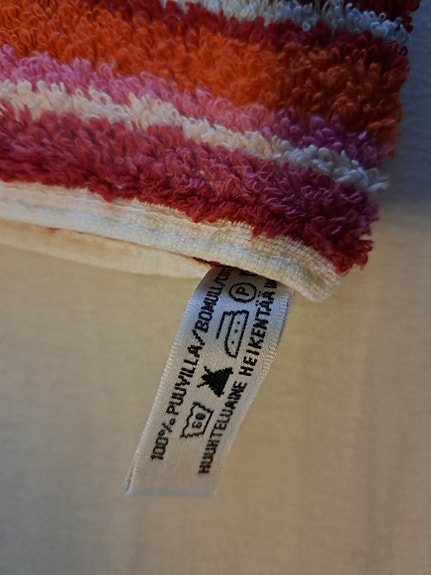 100% PUUVILLA/BOMULL/
60 P
HUUHTELUAINE HEIKENTÄÄ